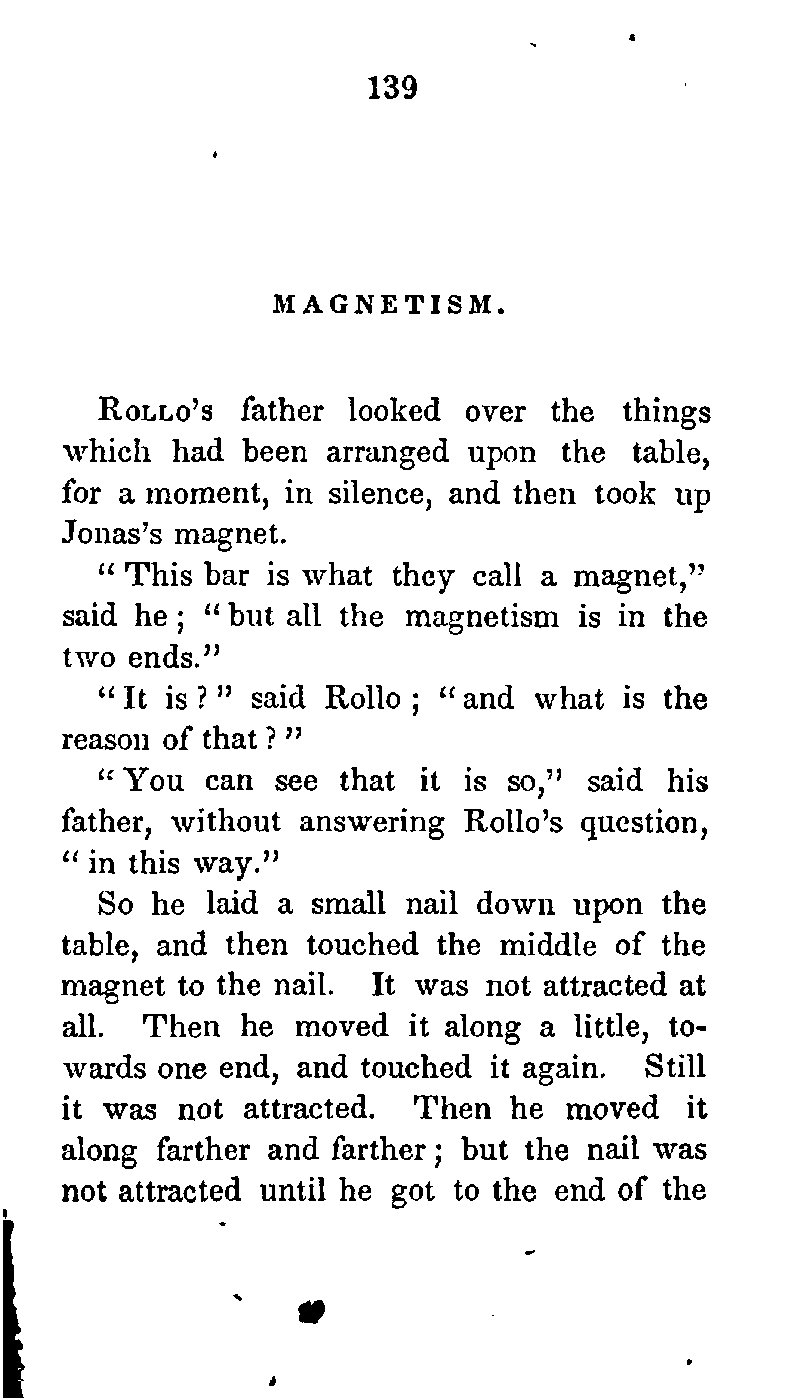 139
MAGNETISM.
ROLLO’S father looked over the things
which had been arranged upon the table,
for a moment, in silence, and then took up
Jonas’s magnet.
“ This bar is what they call a magnet,”
said he ; “ but all the magnetism is in the
two ends.”
“ It is ? ” said Rollo ; “ and what is the
reason of that ? ”
“ You can see that it is so,” said his
father, without answering Rollo’s question,
“ in this way.”
So he laid a small nail down upon the
table, and then touched the middle of the
magnet to the nail. It was not attracted at
all. Then he moved it along a little, to-
wards one end, and touched it again. Still
it was not attracted. Then he moved it
along farther and farther ; but the nail was
not attracted until he got to the end of the